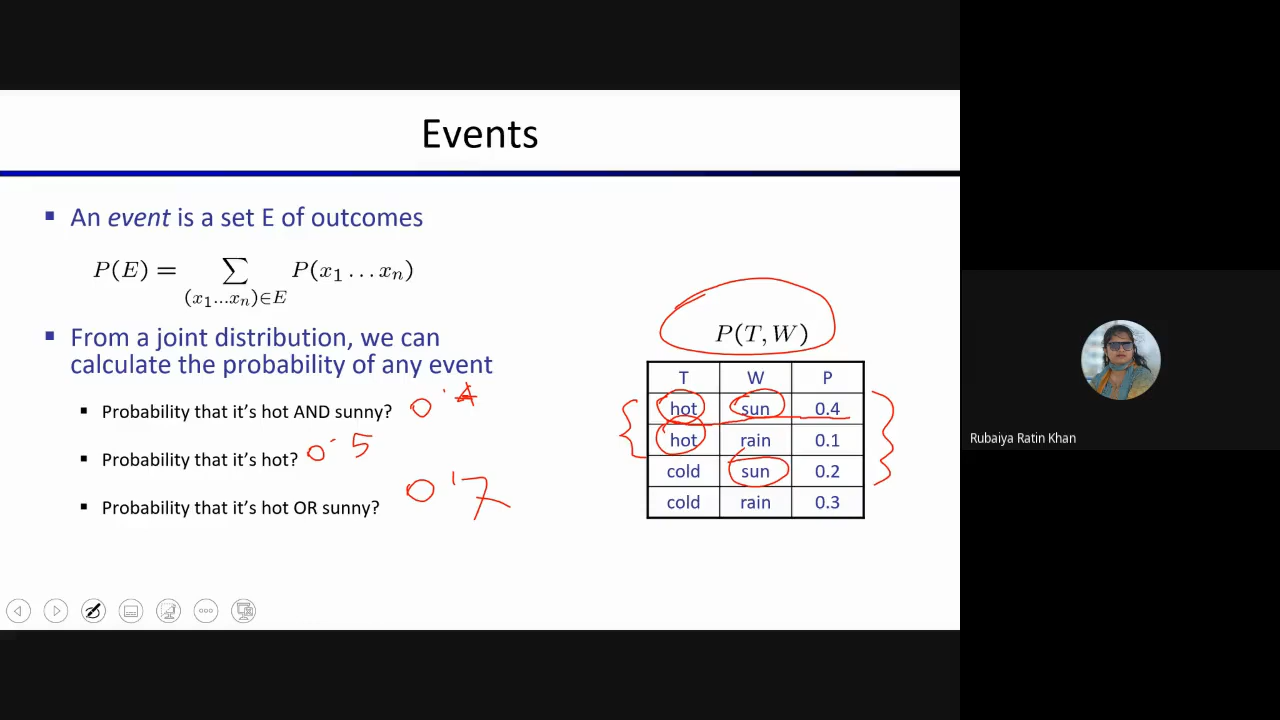 Events
▪ An event is a set E of outcomes
P(E) = ∑ P(x₁ … xₙ)
(x₁…xₙ)∈E
▪ From a joint distribution, we can
calculate the probability of any event
▪ Probability that it's hot AND sunny? 0.4
▪ Probability that it's hot? 0.5
▪ Probability that it's hot OR sunny? 0.7
P(T, W)
T W P
hot sun 0.4
hot rain 0.1
cold sun 0.2
cold rain 0.3
Rubaiya Ratin Khan